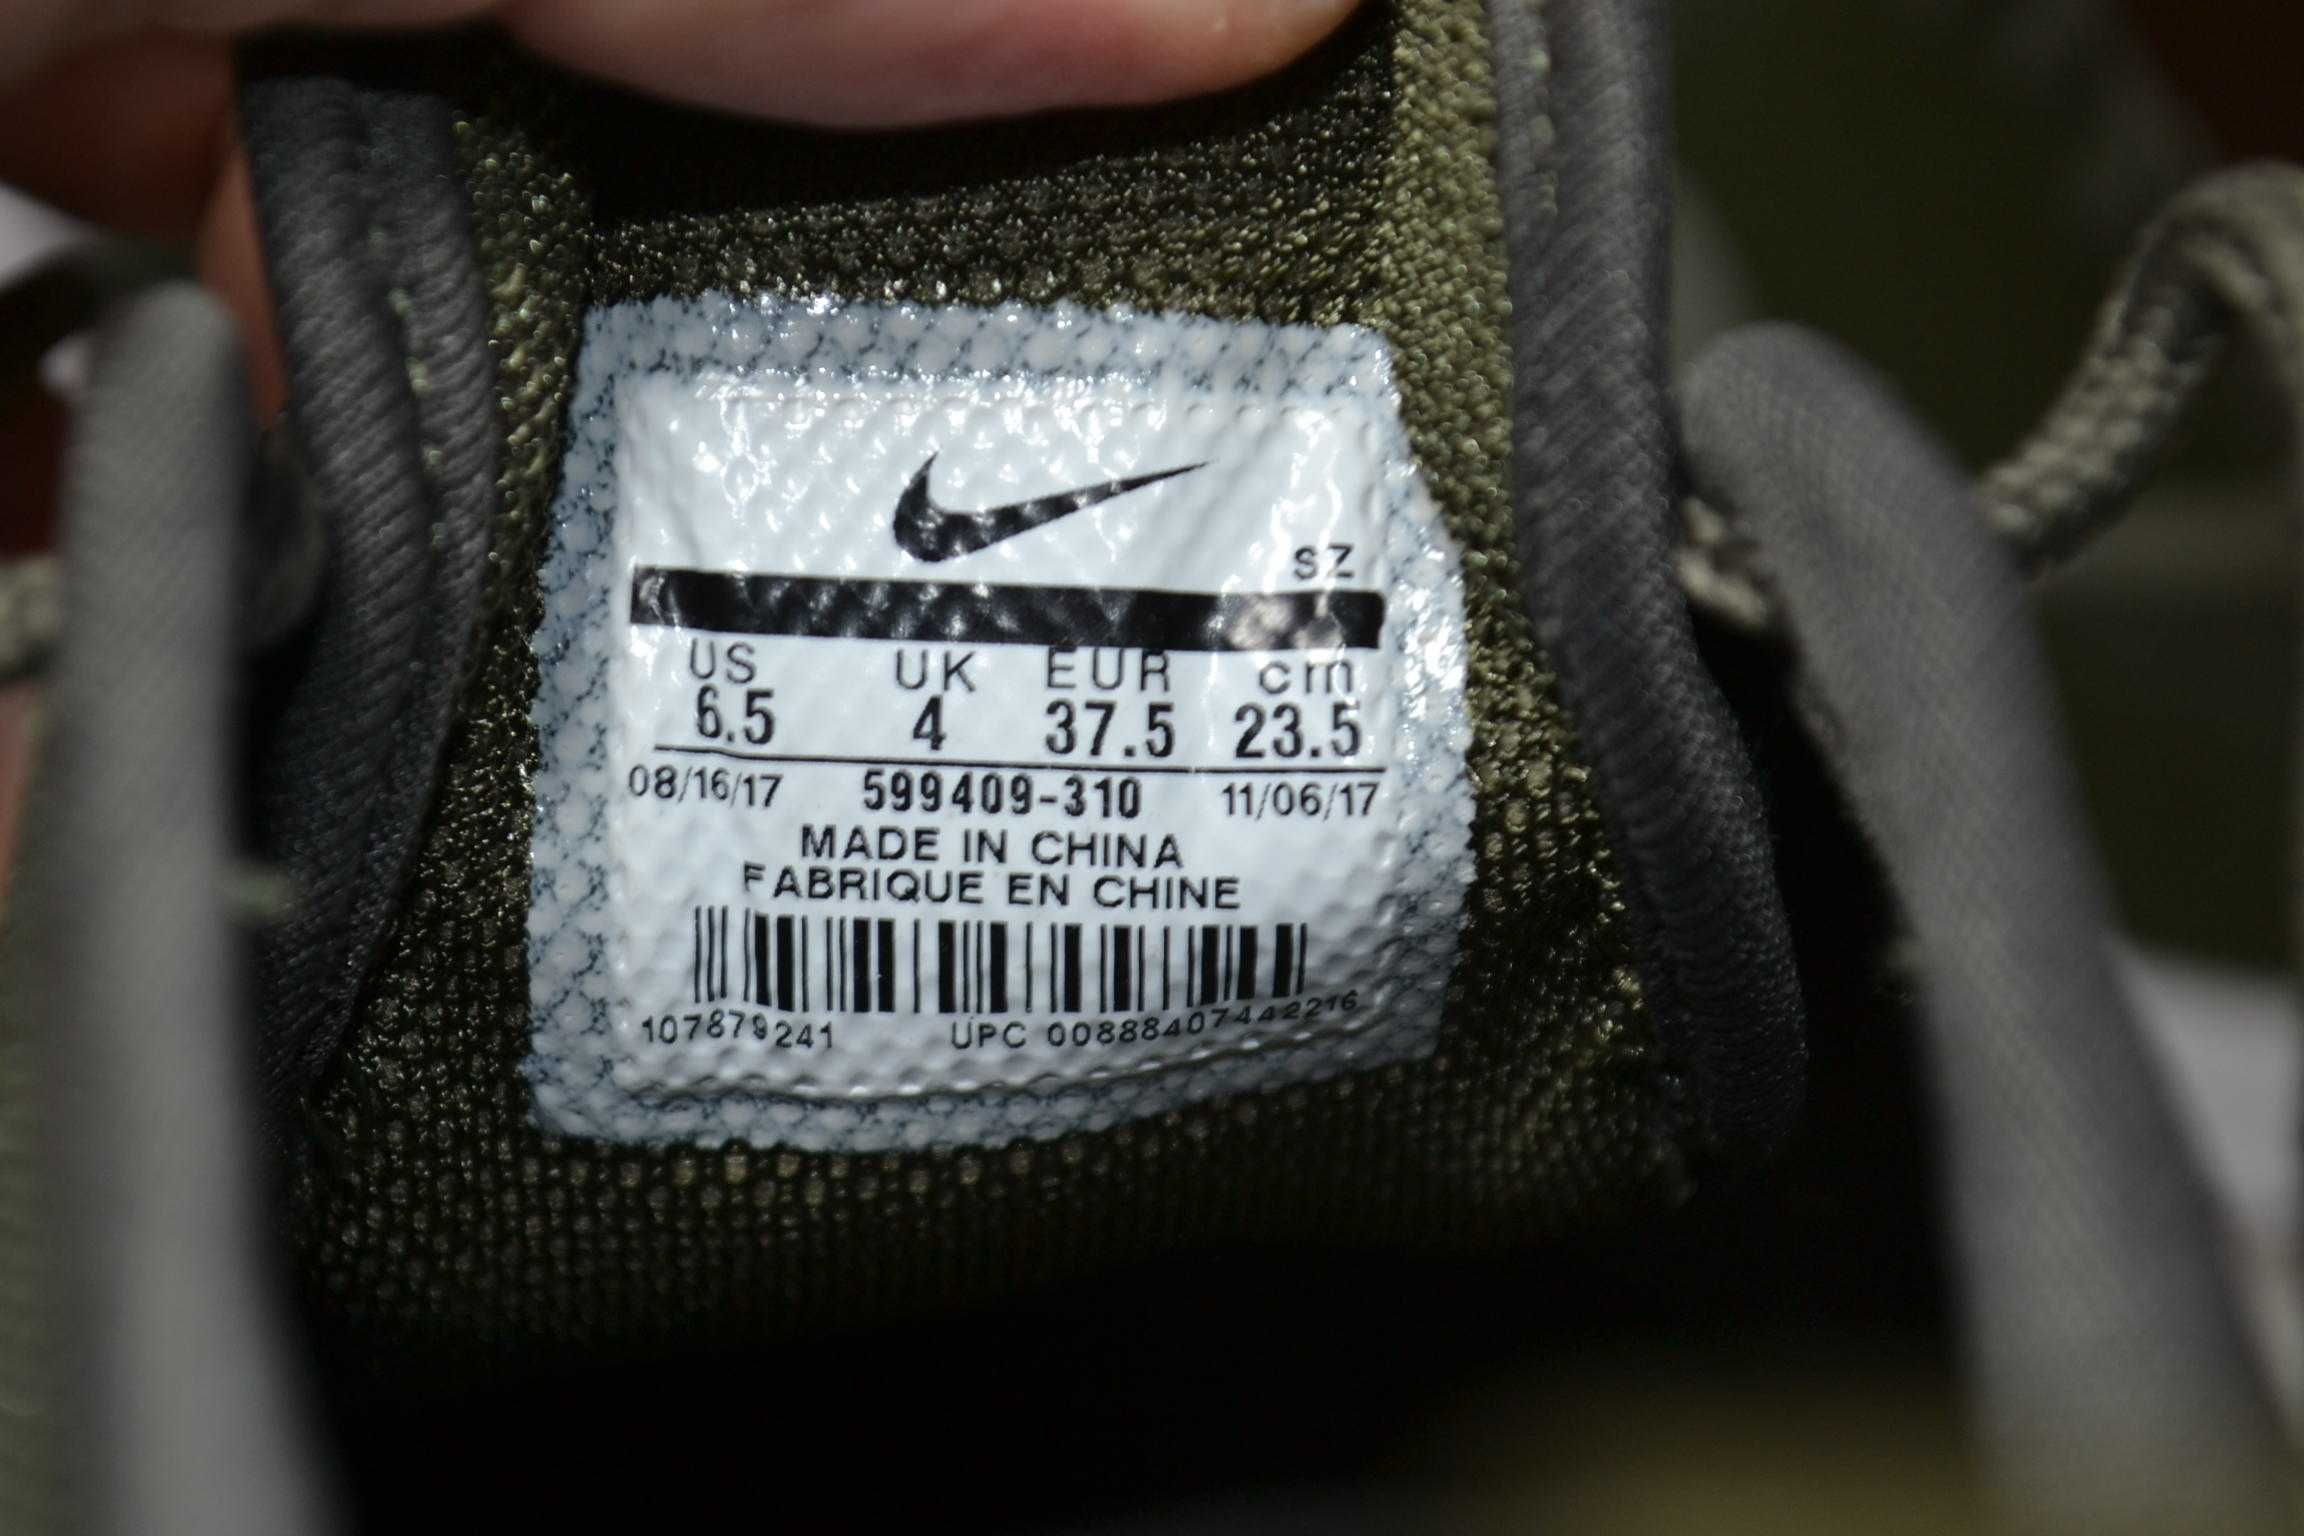 SZ
US UK EUR cm
6.5 4 37.5 23.5
08/16/17 599409-310 11/06/17
MADE IN CHINA
FABRIQUE EN CHINE
107879241 UPC 00888407442216